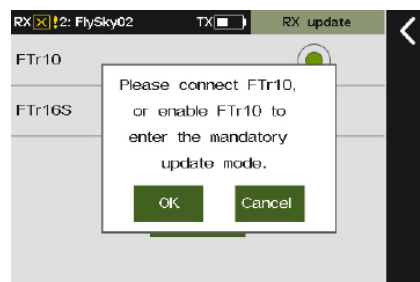 RX!2: FlySky02 TX RX update
FTr10
Please connect FTr10,
or enable FTr10 to
FTr16S
enter the mandatory
update mode.
OK Cancel